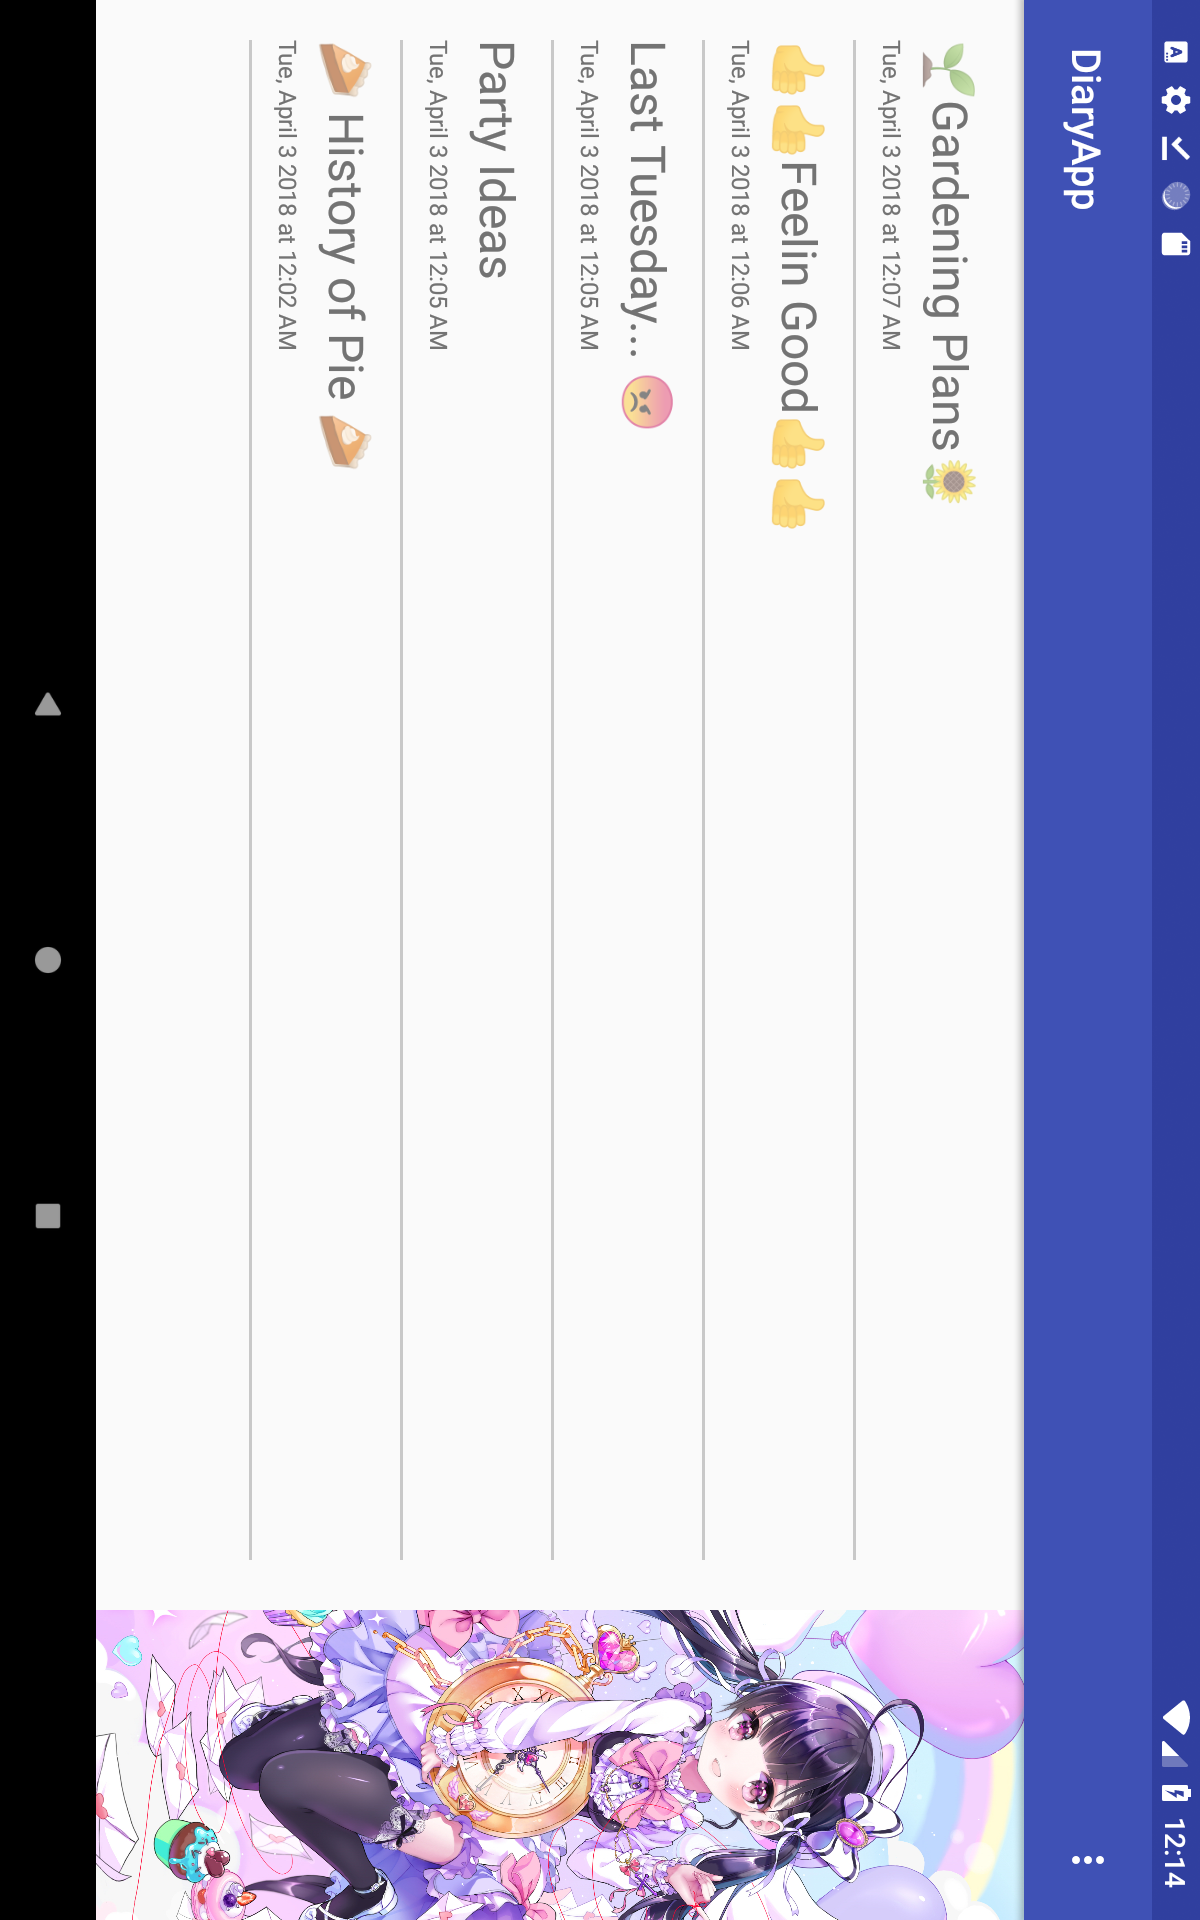 12:14
DiaryApp
🌱Gardening Plans🌻
Tue, April 3 2018 at 12:07 AM
👍👍Feelin Good👍👍
Tue, April 3 2018 at 12:06 AM
Last Tuesday... 😡
Tue, April 3 2018 at 12:05 AM
Party Ideas
Tue, April 3 2018 at 12:05 AM
🥧 History of Pie 🥧
Tue, April 3 2018 at 12:02 AM